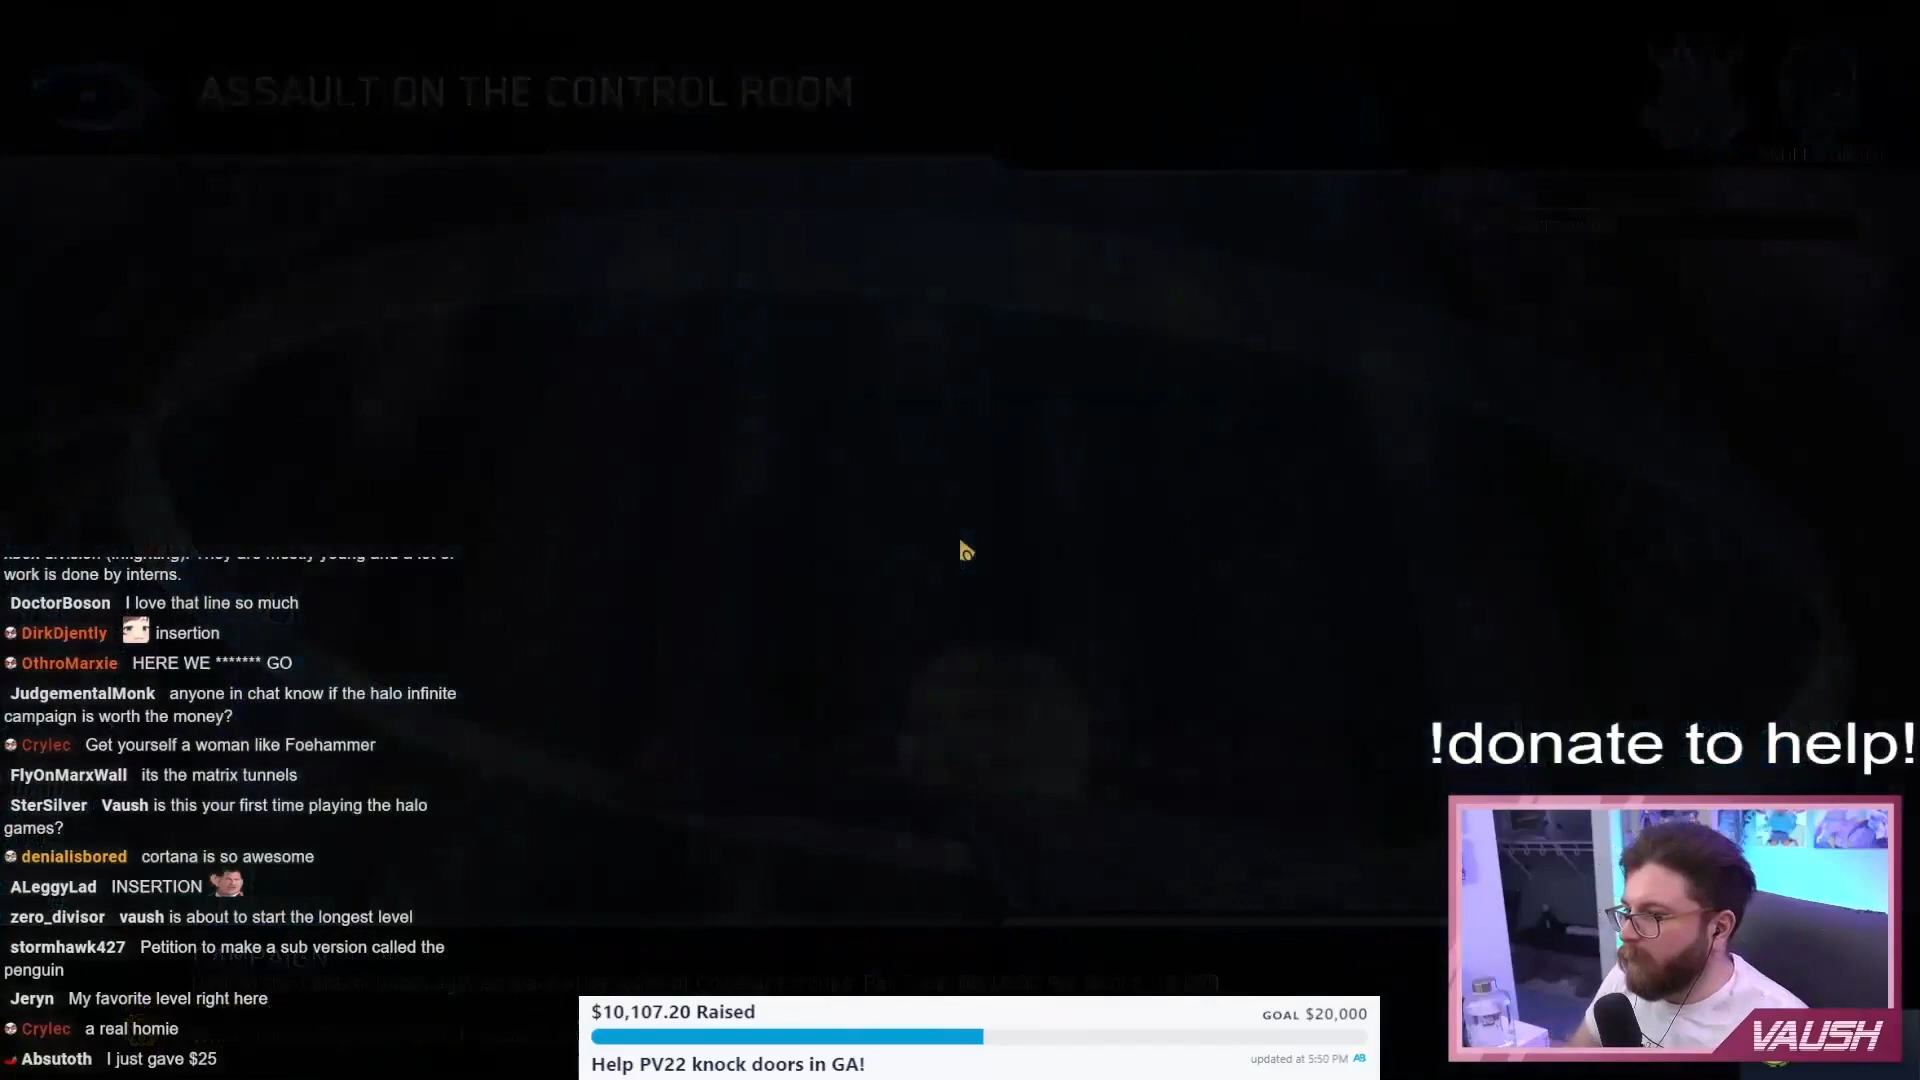 ASSAULT ON THE CONTROL ROOM
work is done by interns.
DoctorBoson I love that line so much
DirkDjently insertion
OthroMarxie HERE WE ******* GO
JudgementalMonk anyone in chat know if the halo infinite
campaign is worth the money?
Crylec Get yourself a woman like Foehammer
FlyOnMarxWall its the matrix tunnels
SterSilver Vaush is this your first time playing the halo
games?
denialisbored cortana is so awesome
ALeggyLad INSERTION
zero_divisor vaush is about to start the longest level
stormhawk427 Petition to make a sub version called the
penguin
Jeryn My favorite level right here
Crylec a real homie
Absutoth I just gave $25
$10,107.20 Raised
GOAL $20,000
Help PV22 knock doors in GA!
updated at 5:50 PM AB
!donate to help!
VAUSH